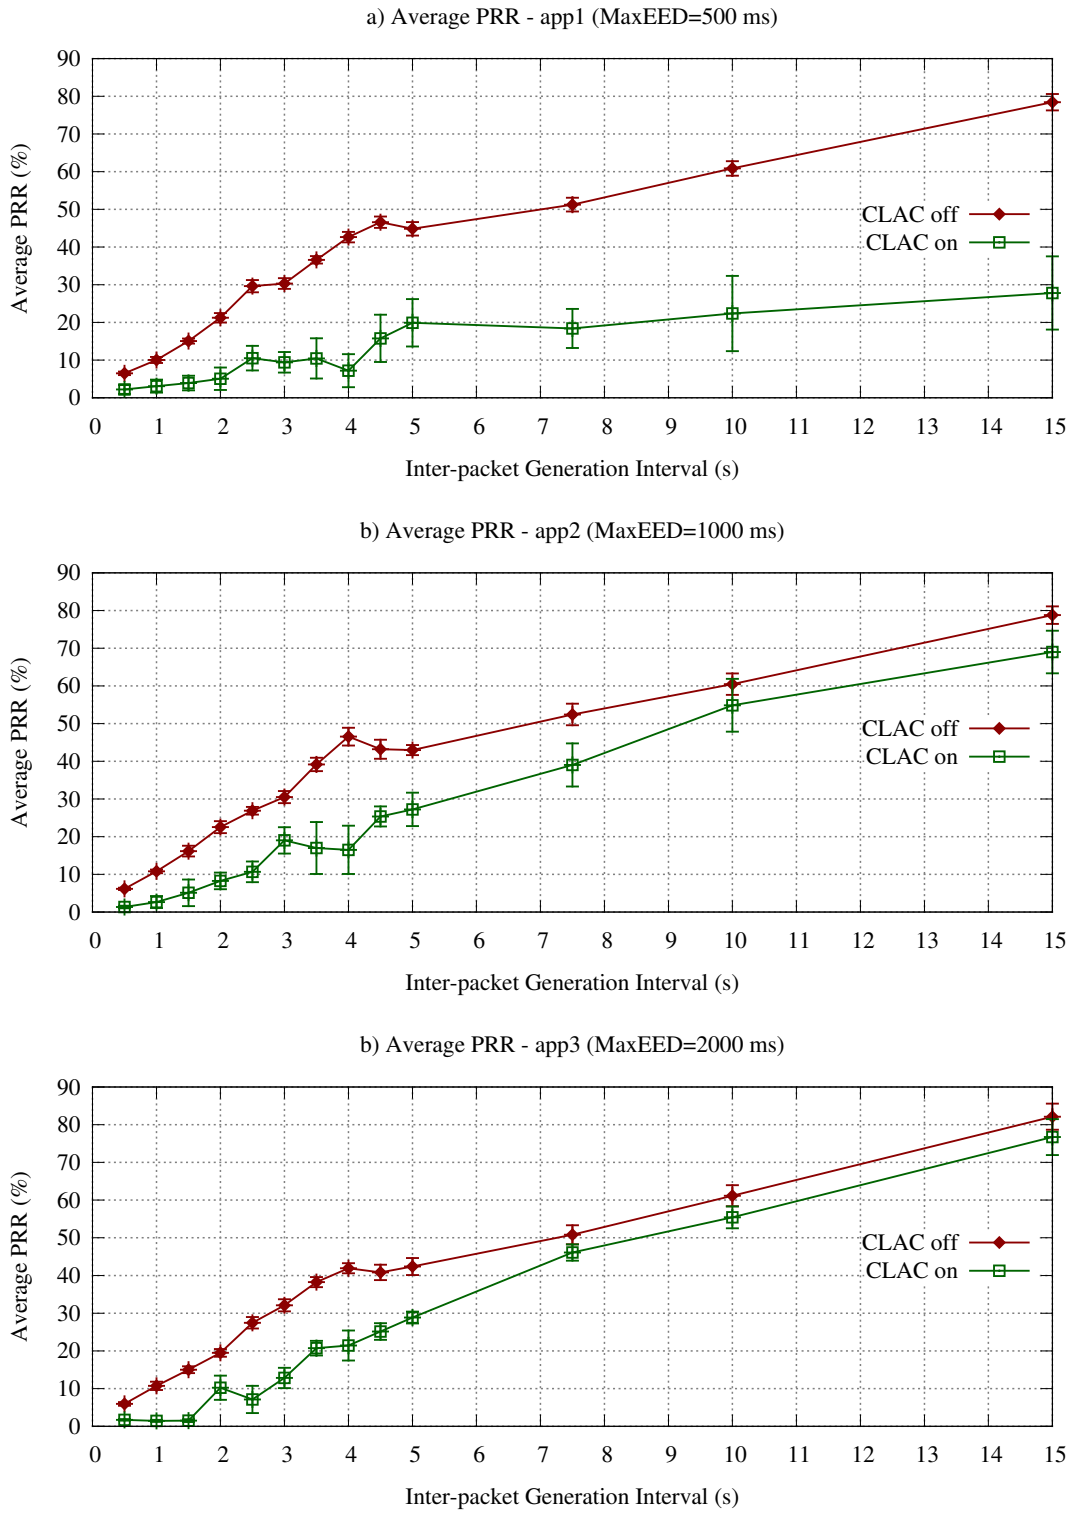 a) Average PRR - app1 (MaxEED=500 ms)
Average PRR (%)
90
80
70
60
50
40
30
20
10
0
CLAC off
CLAC on
0 1 2 3 4 5 6 7 8 9 10 11 12 13 14 15
Inter-packet Generation Interval (s)
b) Average PRR - app2 (MaxEED=1000 ms)
Average PRR (%)
90
80
70
60
50
40
30
20
10
0
CLAC off
CLAC on
0 1 2 3 4 5 6 7 8 9 10 11 12 13 14 15
Inter-packet Generation Interval (s)
b) Average PRR - app3 (MaxEED=2000 ms)
Average PRR (%)
90
80
70
60
50
40
30
20
10
0
CLAC off
CLAC on
0 1 2 3 4 5 6 7 8 9 10 11 12 13 14 15
Inter-packet Generation Interval (s)